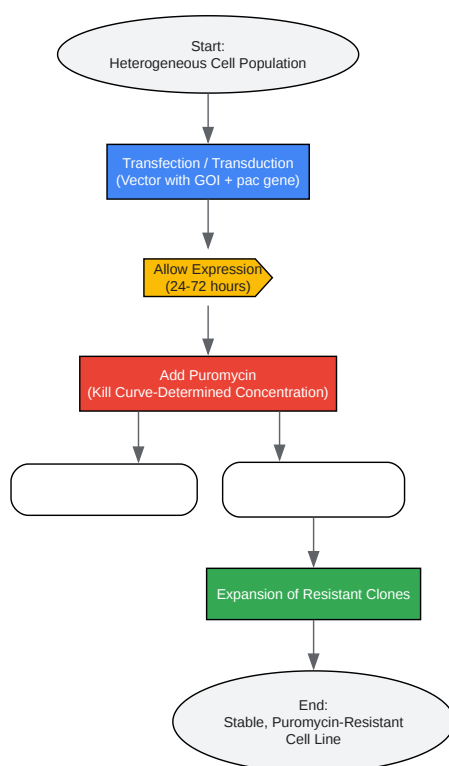 Start:
Heterogeneous Cell Population
Transfection / Transduction
(Vector with GOI + pac gene)
Allow Expression
(24-72 hours)
Add Puromycin
(Kill Curve-Determined Concentration)
Expansion of Resistant Clones
End:
Stable, Puromycin-Resistant
Cell Line